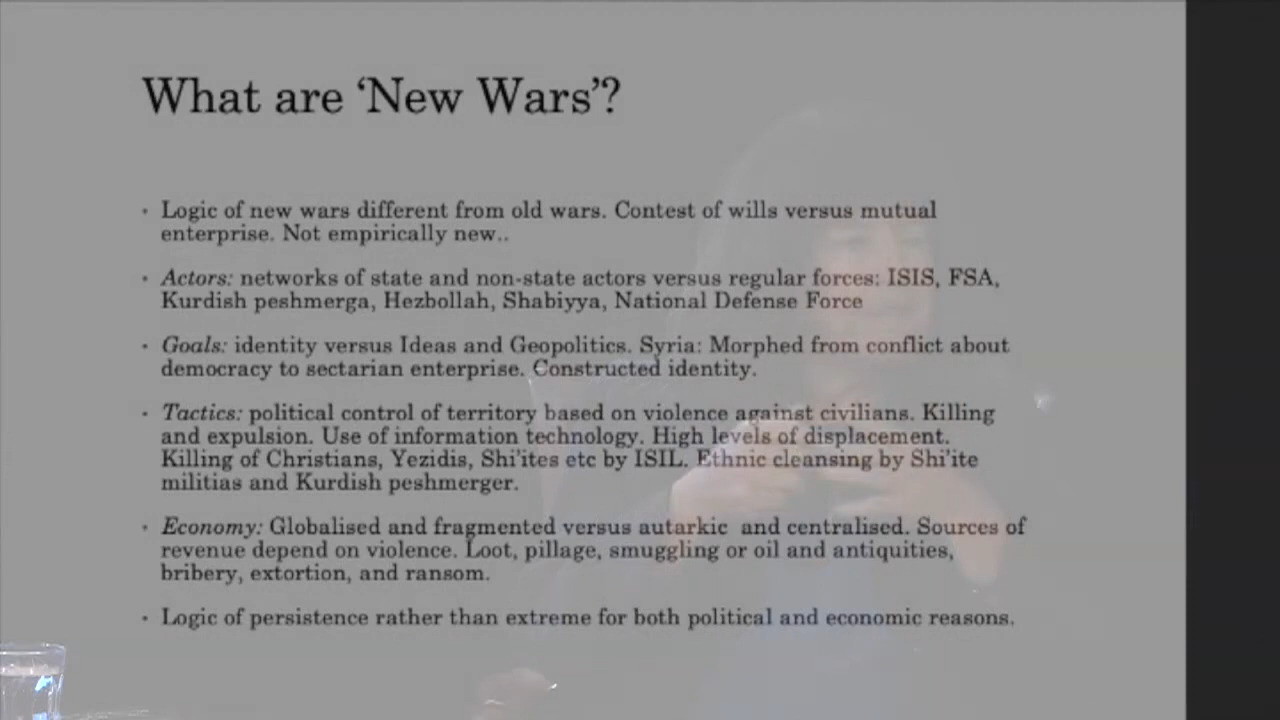 What are ‘New Wars’?
• Logic of new wars different from old wars. Contest of wills versus mutual
enterprise. Not empirically new..
• Actors: networks of state and non-state actors versus regular forces: ISIS, FSA,
Kurdish peshmerga, Hezbollah, Shabiyya, National Defense Force
• Goals: identity versus Ideas and Geopolitics. Syria: Morphed from conflict about
democracy to sectarian enterprise. Constructed identity.
• Tactics: political control of territory based on violence against civilians. Killing
and expulsion. Use of information technology. High levels of displacement.
Killing of Christians, Yezidis, Shi’ites etc by ISIL. Ethnic cleansing by Shi’ite
militias and Kurdish peshmerger.
• Economy: Globalised and fragmented versus autarkic and centralised. Sources of
revenue depend on violence. Loot, pillage, smuggling or oil and antiquities,
bribery, extortion, and ransom.
• Logic of persistence rather than extreme for both political and economic reasons.